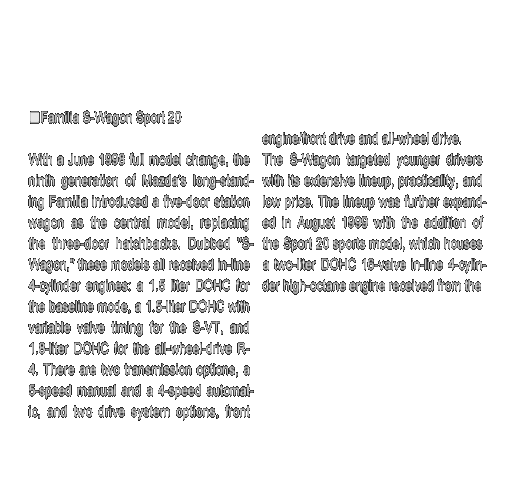 ■Familia S-Wagon Sport 20
With a June 1998 full model change, the
ninth generation of Mazda's long-stand-
ing Familia introduced a five-door station
wagon as the central model, replacing
the three-door hatchbacks. Dubbed "S-
Wagon," these models all received in-line
4-cylinder engines: a 1.5 liter DOHC for
the baseline mode, a 1.5-liter DOHC with
variable valve timing for the S-VT, and
1.8-liter DOHC for the all-wheel-drive R-
4. There are two transmission options, a
5-speed manual and a 4-speed automat-
ic, and two drive system options, front
engine/front drive and all-wheel drive.
The S-Wagon targeted younger drivers
with its extensive lineup, practicality, and
low price. The lineup was further expand-
ed in August 1999 with the addition of
the Sport 20 sports model, which houses
a two-liter DOHC 16-valve in-line 4-cylin-
der high-octane engine received from the